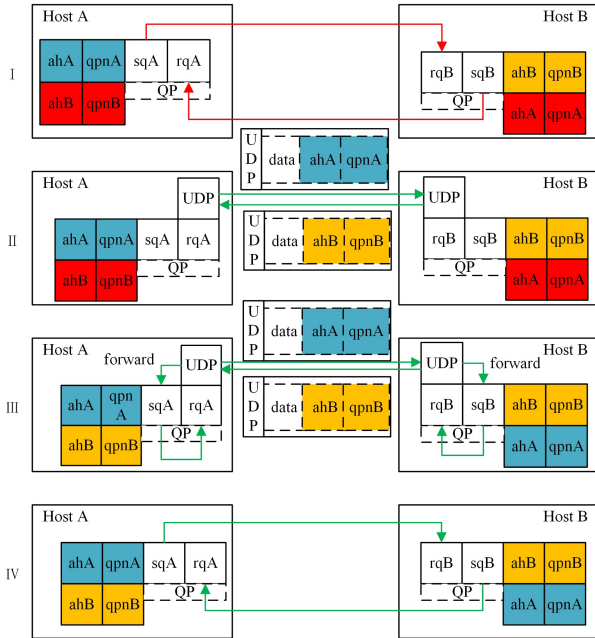 Host A
Host B
ahA qpnA sqA rqA
rqB sqB ahB qpnB
I
ahB qpnB QP
QP ahA qpnA
U
D
P
data ahA qpnA
Host A
Host B
UDP
UDP
II
ahA qpnA sqA rqA
rqB sqB ahB qpnB
ahB qpnB QP
QP ahA qpnA
U
D
P
data ahB qpnB
U
D
P
data ahA qpnA
Host A
Host B
forward UDP
UDP forward
III
ahA qpn
A sqA rqA
rqB sqB ahB qpnB
ahB qpnB QP
QP ahA qpnA
U
D
P
data ahB qpnB
Host A
Host B
IV
ahA qpnA sqA rqA
rqB sqB ahB qpnB
ahB qpnB QP
QP ahA qpnA